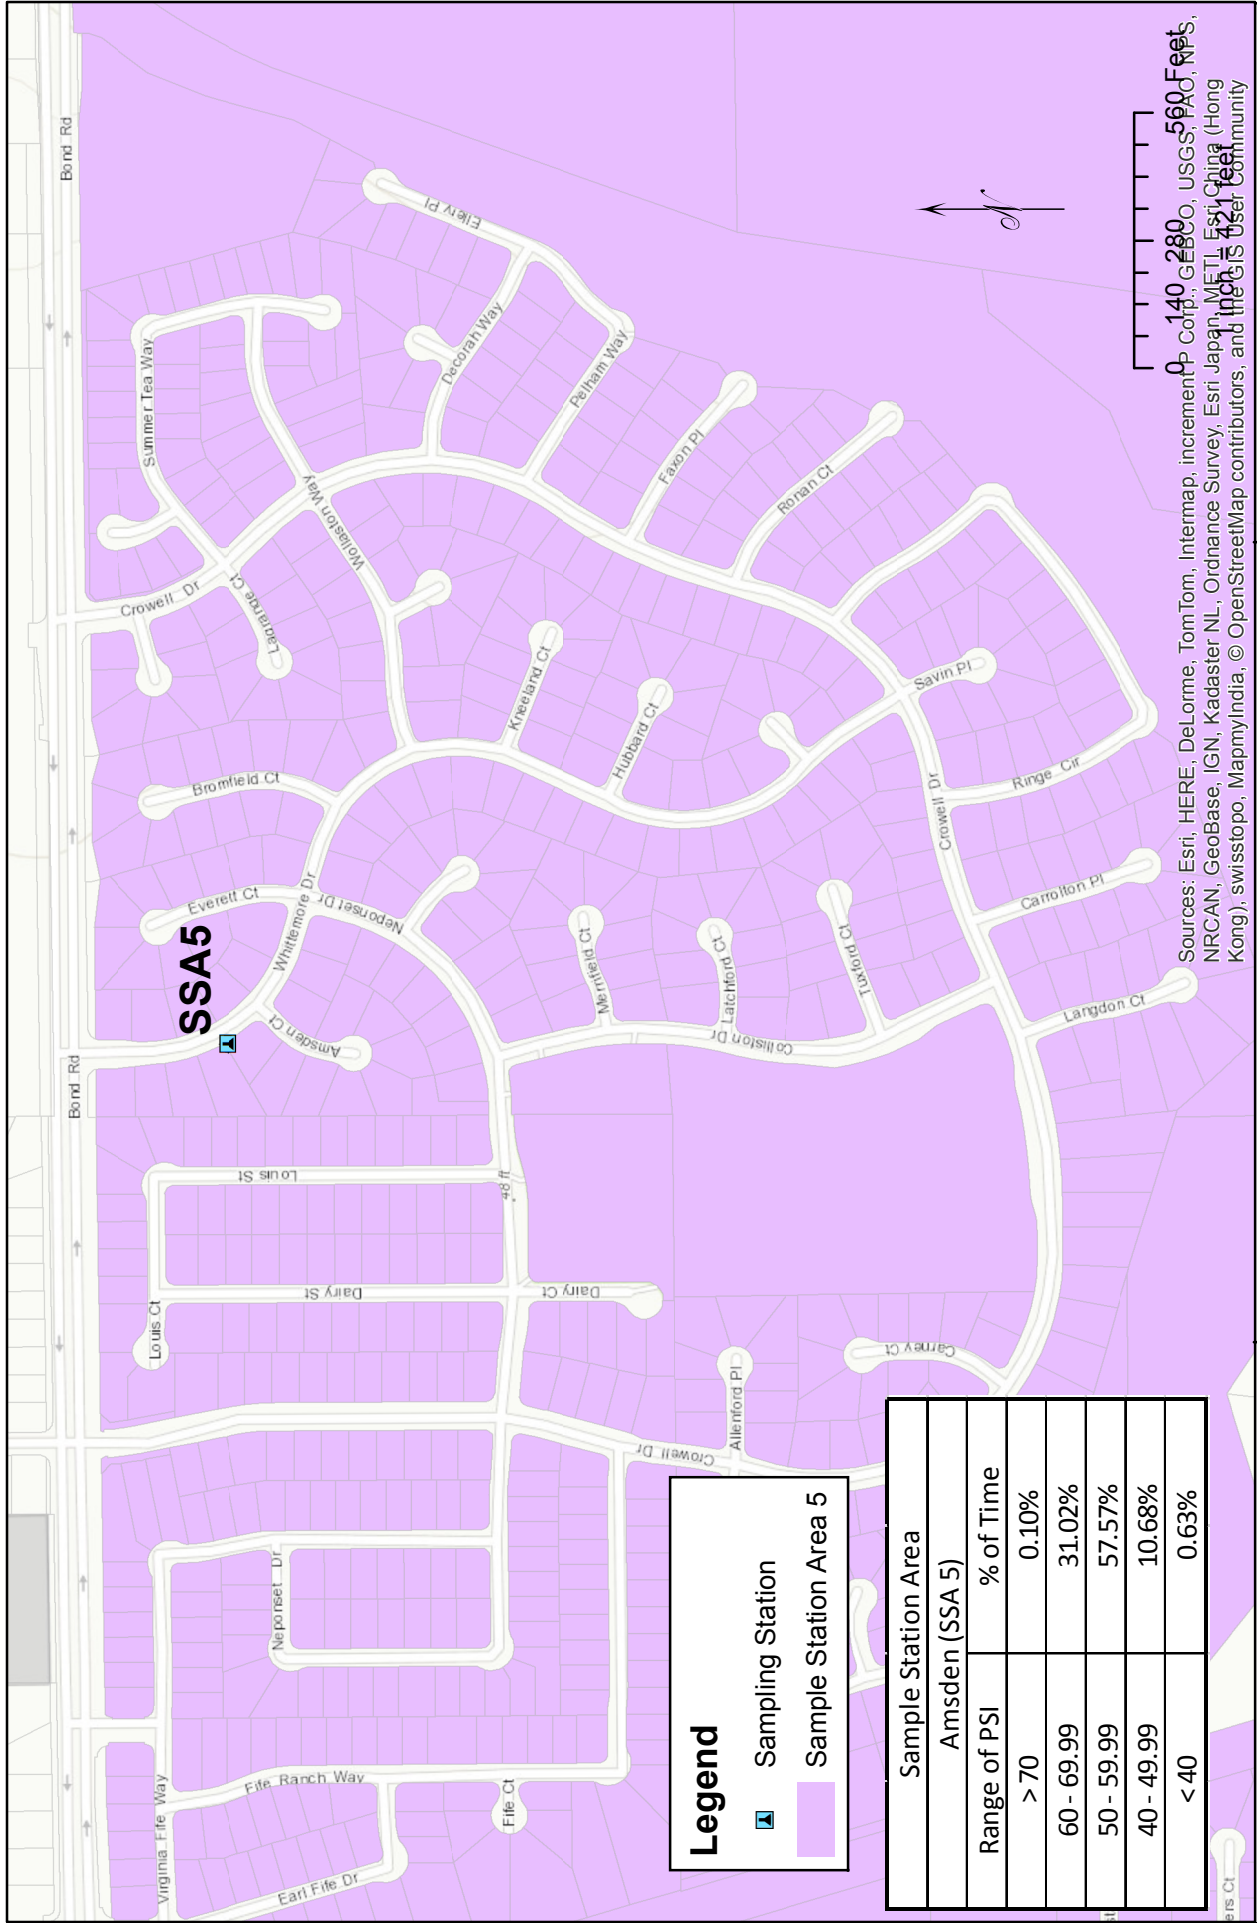 Bond Rd
Bond Rd
Summer Tea Way
Ellery Pl
Dacorah Way
Pelham Way
Faxon Pl
Ronan Ct
Wollaston Way
Crowell Dr
Lagrange Ct
Kneeland Ct
Hubbard Ct
Savin Pl
Ringe Cir
Crowell Dr
Carrolton Pl
Langdon Ct
Bromfield Ct
Everett Ct
Whittemore Dr
Neponset Dr
SSA5
Amsden Ct
Merrifield Ct
Latchford Ct
Tuxford Ct
Colliston Dr
Louis St
48 ft
Dairy St
Dairy Ct
Louis Ct
Carney Ct
Allenford Pl
Crowell Dr
Neponset Dr
Virginia Fife Way
Fife Ranch Way
Fife Ct
Earl Fife Dr
ers Ct
st
Legend
Sampling Station
Sample Station Area 5
Sample Station Area
Amsden (SSA 5)
Range of PSI % of Time
> 70 0.10%
60 - 69.99 31.02%
50 - 59.99 57.57%
40 - 49.99 10.68%
< 40 0.63%
N
0 140 280 560 Feet
1 inch = 421 feet
Sources: Esri, HERE, DeLorme, TomTom, Intermap, increment P Corp., GEBCO, USGS, FAO, NPS,
NRCAN, GeoBase, IGN, Kadaster NL, Ordnance Survey, Esri Japan, METI, Esri China (Hong
Kong), swisstopo, MapmyIndia, © OpenStreetMap contributors, and the GIS User Community